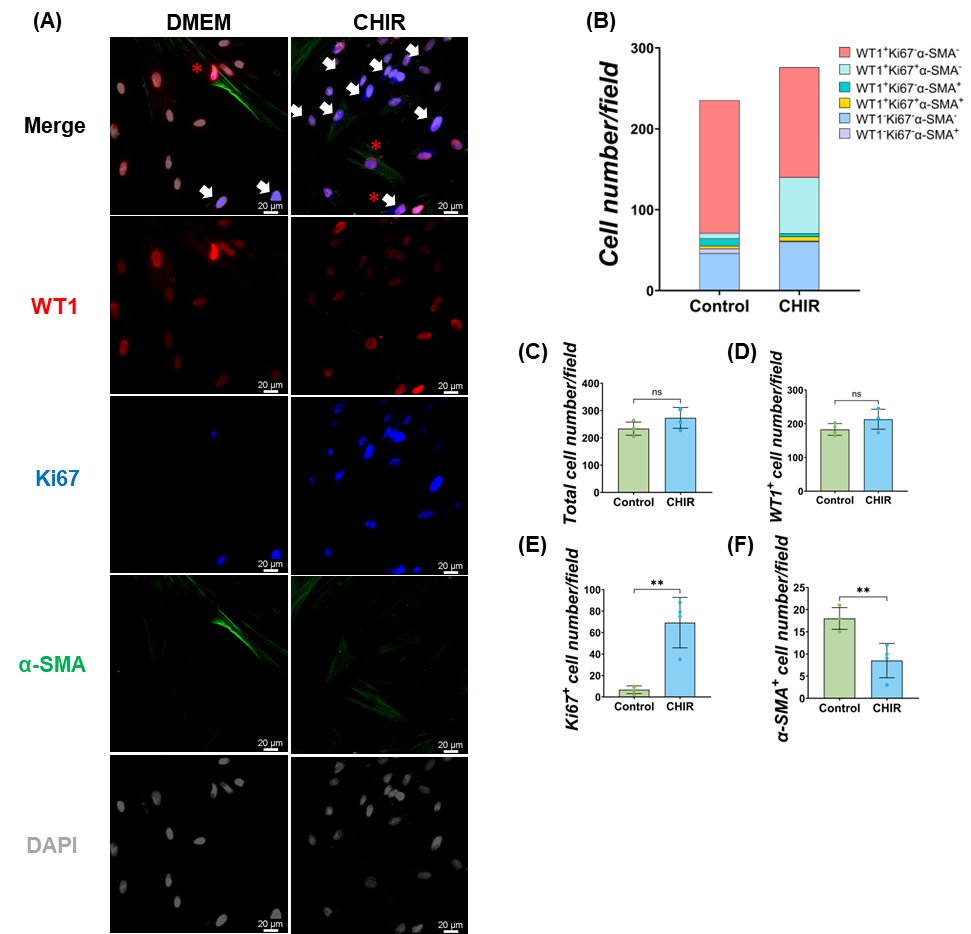 (A)
DMEM
CHIR
Merge
*
*
*
20 μm
20 μm
WT1
20 μm
20 μm
Ki67
20 μm
20 μm
α-SMA
20 μm
20 μm
DAPI
20 μm
20 μm
(B)
Cell number/field
300
200
100
0
Control
CHIR
WT1⁺Ki67⁻α-SMA⁻
WT1⁺Ki67⁺α-SMA⁻
WT1⁺Ki67⁻α-SMA⁺
WT1⁺Ki67⁺α-SMA⁺
WT1⁻Ki67⁻α-SMA⁻
WT1⁻Ki67⁻α-SMA⁺
(C)
Total cell number/field
400
300
200
100
0
ns
Control
CHIR
(D)
WT1⁺ cell number/field
300
200
100
0
ns
Control
CHIR
(E)
Ki67⁺ cell number/field
100
80
60
40
20
0
**
Control
CHIR
(F)
α-SMA⁺ cell number/field
25
20
15
10
5
0
**
Control
CHIR